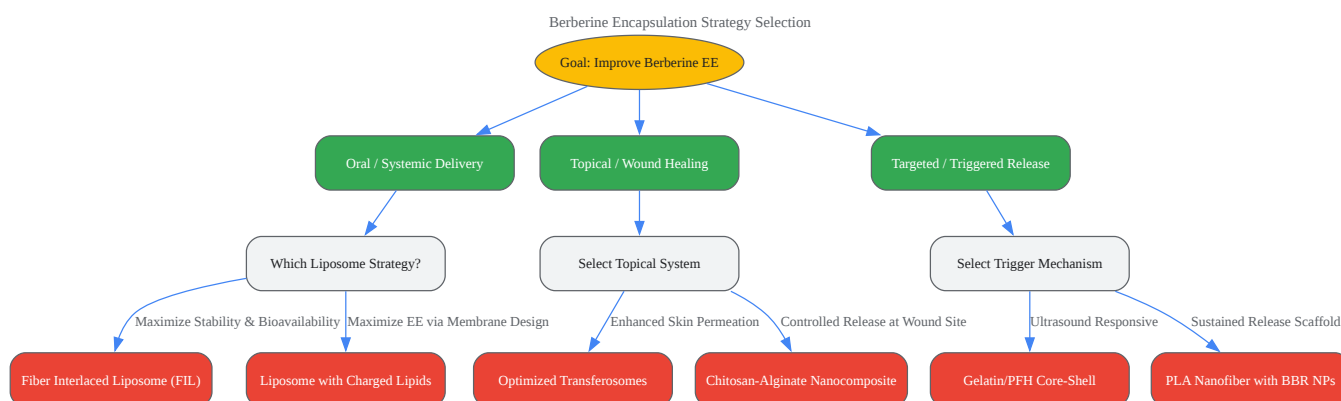 Berberine Encapsulation Strategy Selection
Goal: Improve Berberine EE
Oral / Systemic Delivery
Topical / Wound Healing
Targeted / Triggered Release
Which Liposome Strategy?
Select Topical System
Select Trigger Mechanism
Maximize Stability & Bioavailability
Maximize EE via Membrane Design
Enhanced Skin Permeation
Controlled Release at Wound Site
Ultrasound Responsive
Sustained Release Scaffold
Fiber Interlaced Liposome (FIL)
Liposome with Charged Lipids
Optimized Transferosomes
Chitosan-Alginate Nanocomposite
Gelatin/PFH Core-Shell
PLA Nanofiber with BBR NPs